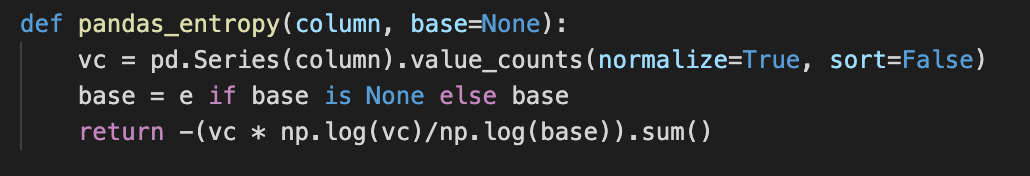 def pandas_entropy(column, base=None):
    vc = pd.Series(column).value_counts(normalize=True, sort=False)
    base = e if base is None else base
    return -(vc * np.log(vc)/np.log(base)).sum()